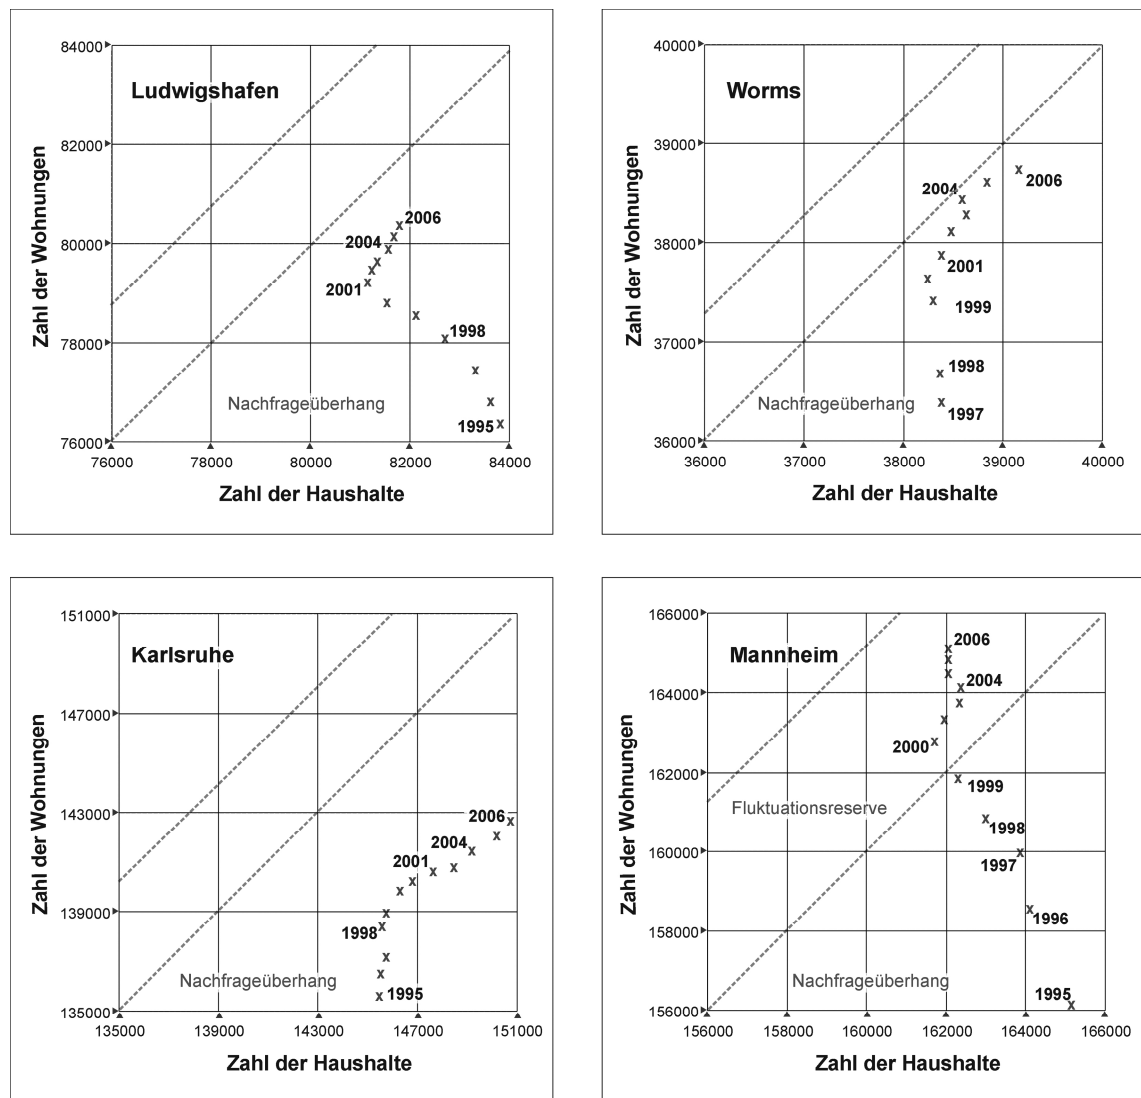 84000
Ludwigshafen
82000
80000
78000
76000
Zahl der Wohnungen
2006
2004
2001
1998
1995
Nachfrageüberhang
76000 78000 80000 82000 84000
Zahl der Haushalte
40000
Worms
39000
38000
37000
36000
Zahl der Wohnungen
2004
2006
2001
1999
1998
1997
Nachfrageüberhang
36000 37000 38000 39000 40000
Zahl der Haushalte
151000
Karlsruhe
147000
143000
139000
135000
Zahl der Wohnungen
2006
2004
2001
1998
1995
Nachfrageüberhang
135000 139000 143000 147000 151000
Zahl der Haushalte
166000
Mannheim
164000
162000
160000
158000
156000
Zahl der Wohnungen
2006
2004
2000
1999
Fluktuationsreserve
1998
1997
1996
Nachfrageüberhang
1995
156000 158000 160000 162000 164000 166000
Zahl der Haushalte